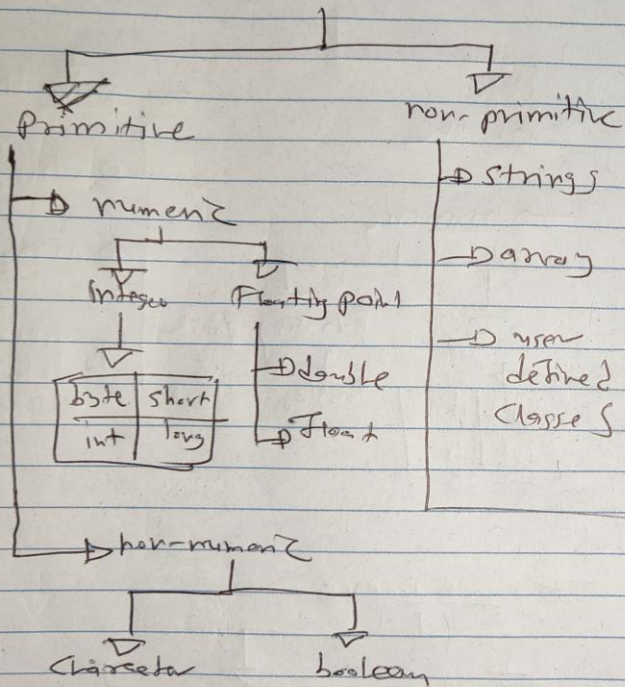 Primitive
non-primitive
Strings
numeric
array
integer
Floating point
user
defined
classes
double
byte short
int long
Float
non-numeric
Character
boolean